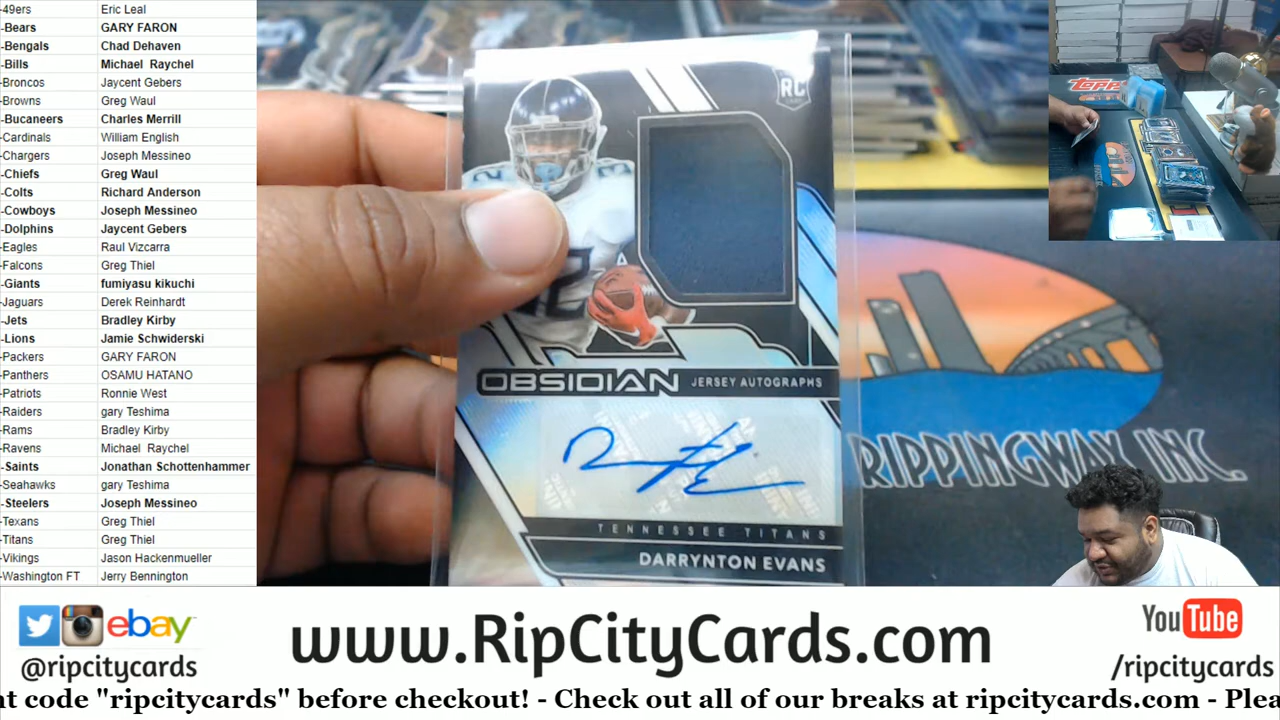 -49ers Eric Leal
-Bears GARY FARON
-Bengals Chad Dehaven
-Bills Michael Raychel
-Broncos Jaycent Gebers
-Browns Greg Waul
-Bucaneers Charles Merrill
-Cardinals William English
-Chargers Joseph Messineo
-Chiefs Greg Waul
-Colts Richard Anderson
-Cowboys Joseph Messineo
-Dolphins Jaycent Gebers
-Eagles Raul Vizcarra
-Falcons Greg Thiel
-Giants fumiyasu kikuchi
-Jaguars Derek Reinhardt
-Jets Bradley Kirby
-Lions Jamie Schwiderski
-Packers GARY FARON
-Panthers OSAMU HATANO
-Patriots Ronnie West
-Raiders gary Teshima
-Rams Bradley Kirby
-Ravens Michael Raychel
-Saints Jonathan Schottenhammer
-Seahawks gary Teshima
-Steelers Joseph Messineo
-Texans Greg Thiel
-Titans Greg Thiel
-Vikings Jason Hackenmueller
-Washington FT Jerry Bennington
RC
OBSIDIAN JERSEY AUTOGRAPHS
TENNESSEE TITANS
DARRYNTON EVANS
TOPPS
RIPPINGWAX INC.
ebay
@ripcitycards
www.RipCityCards.com
YouTube
/ripcitycards
code "ripcitycards" before checkout! - Check out all of our breaks at ripcitycards.com -